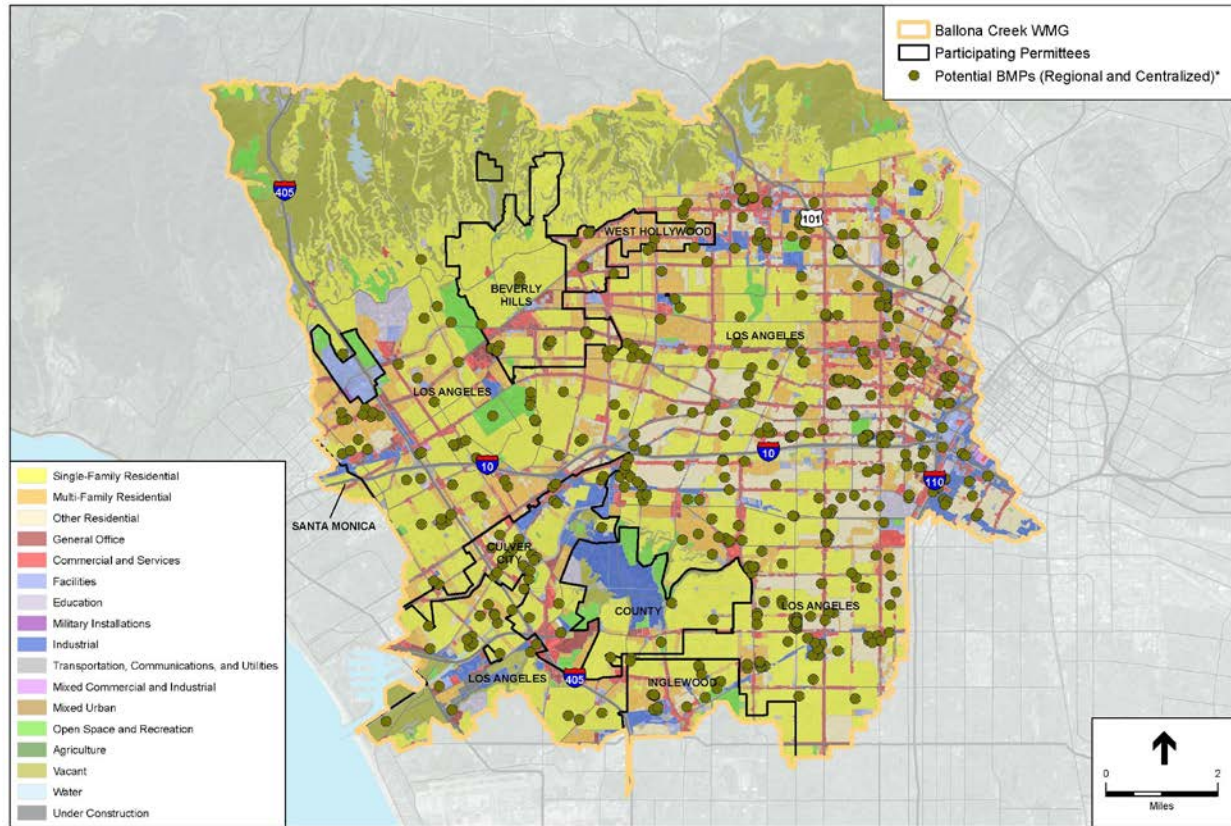 Ballona Creek WMG
Participating Permittees
Potential BMPs (Regional and Centralized)*
405
101
WEST HOLLYWOOD
BEVERLY
HILLS
LOS ANGELES
LOS ANGELES
10
10
110
SANTA MONICA
CULVER
CITY
COUNTY
LOS ANGELES
LOS ANGELES
405
INGLEWOOD
Single-Family Residential
Multi-Family Residential
Other Residential
General Office
Commercial and Services
Facilities
Education
Military Installations
Industrial
Transportation, Communications, and Utilities
Mixed Commercial and Industrial
Mixed Urban
Open Space and Recreation
Agriculture
Vacant
Water
Under Construction
0 2
Miles